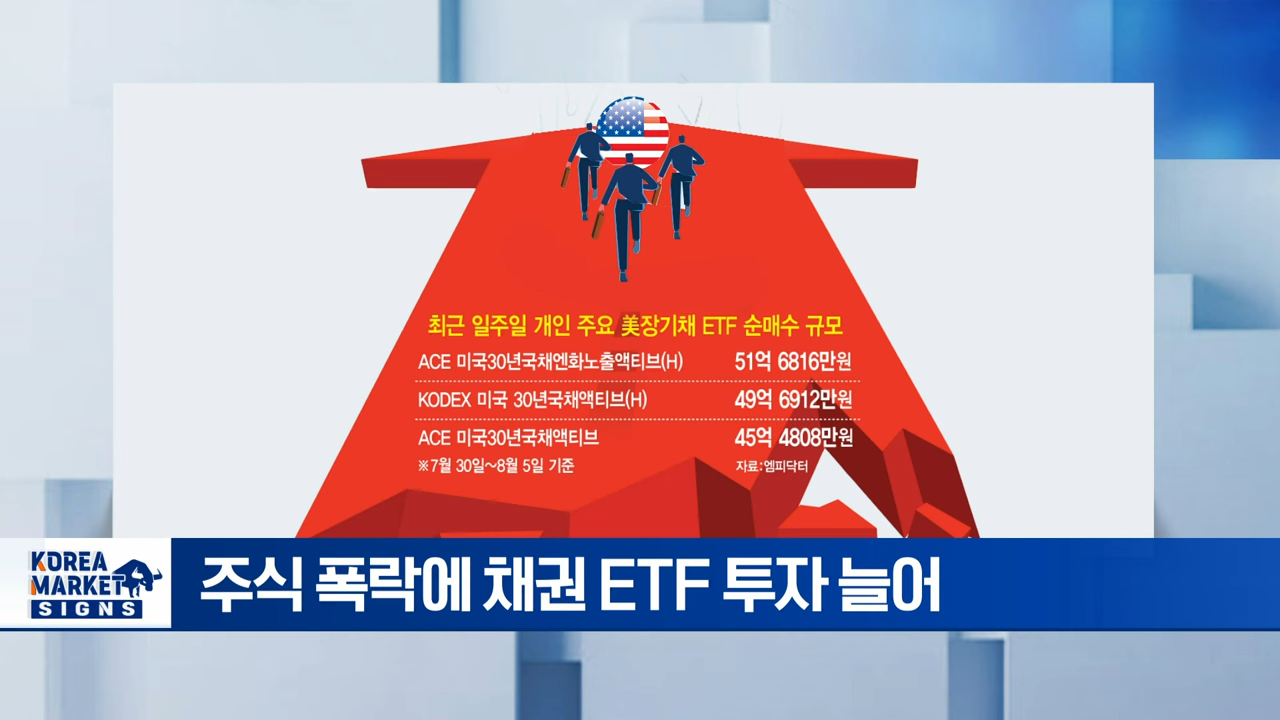 최근 일주일 개인 주요 美장기채 ETF 순매수 규모
ACE 미국30년국채엔화노출액티브(H) 51억 6816만원
KODEX 미국 30년국채액티브(H) 49억 6912만원
ACE 미국30년국채액티브 45억 4808만원
※7월 30일~8월 5일 기준 자료:엠피닥터
KOREA
MARKET
SIGNS
주식 폭락에 채권 ETF 투자 늘어